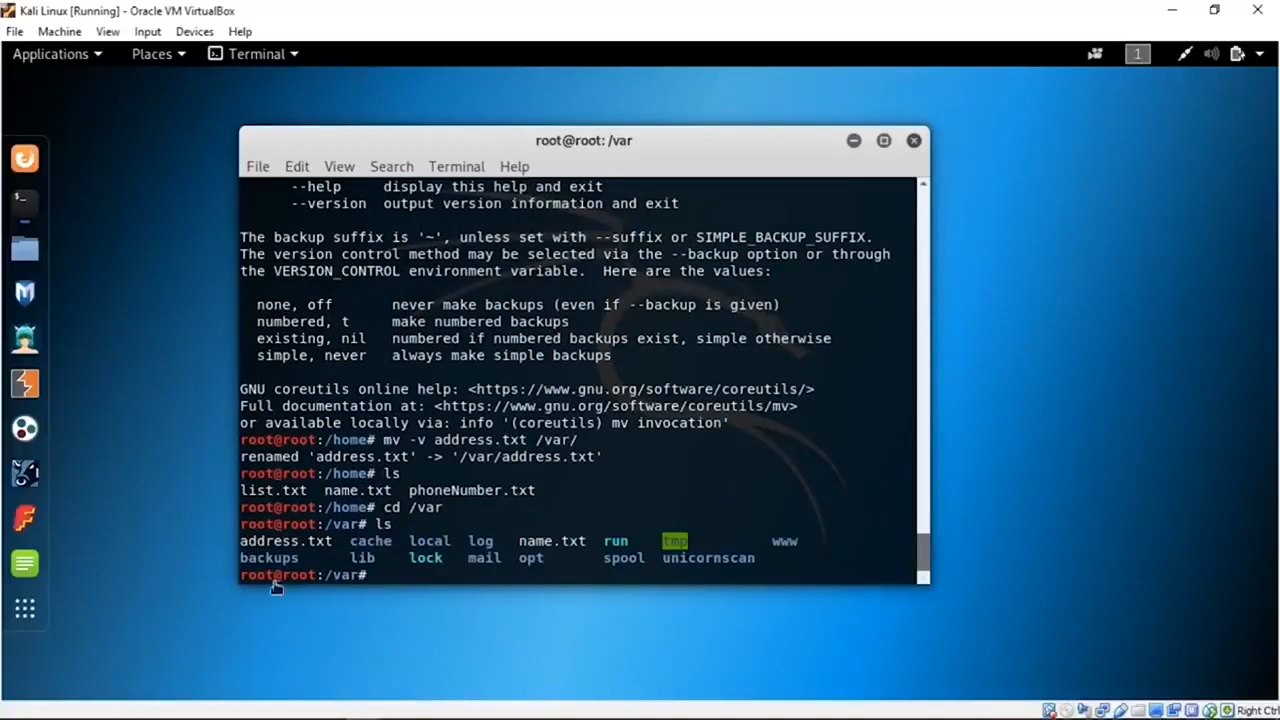 Kali Linux [Running] - Oracle VM VirtualBox
File Machine View Input Devices Help
Applications Places Terminal 1
root@root: /var
File Edit View Search Terminal Help
--help display this help and exit
--version output version information and exit
The backup suffix is '~', unless set with --suffix or SIMPLE_BACKUP_SUFFIX.
The version control method may be selected via the --backup option or through
the VERSION_CONTROL environment variable. Here are the values:
none, off never make backups (even if --backup is given)
numbered, t make numbered backups
existing, nil numbered if numbered backups exist, simple otherwise
simple, never always make simple backups
GNU coreutils online help: <https://www.gnu.org/software/coreutils/>
Full documentation at: <https://www.gnu.org/software/coreutils/mv>
or available locally via: info '(coreutils) mv invocation'
root@root:/home# mv -v address.txt /var/
renamed 'address.txt' -> '/var/address.txt'
root@root:/home# ls
list.txt name.txt phoneNumber.txt
root@root:/home# cd /var
root@root:/var# ls
address.txt cache local log name.txt run tmp www
backups lib lock mail opt spool unicornscan
root@root:/var#
Right Ctrl